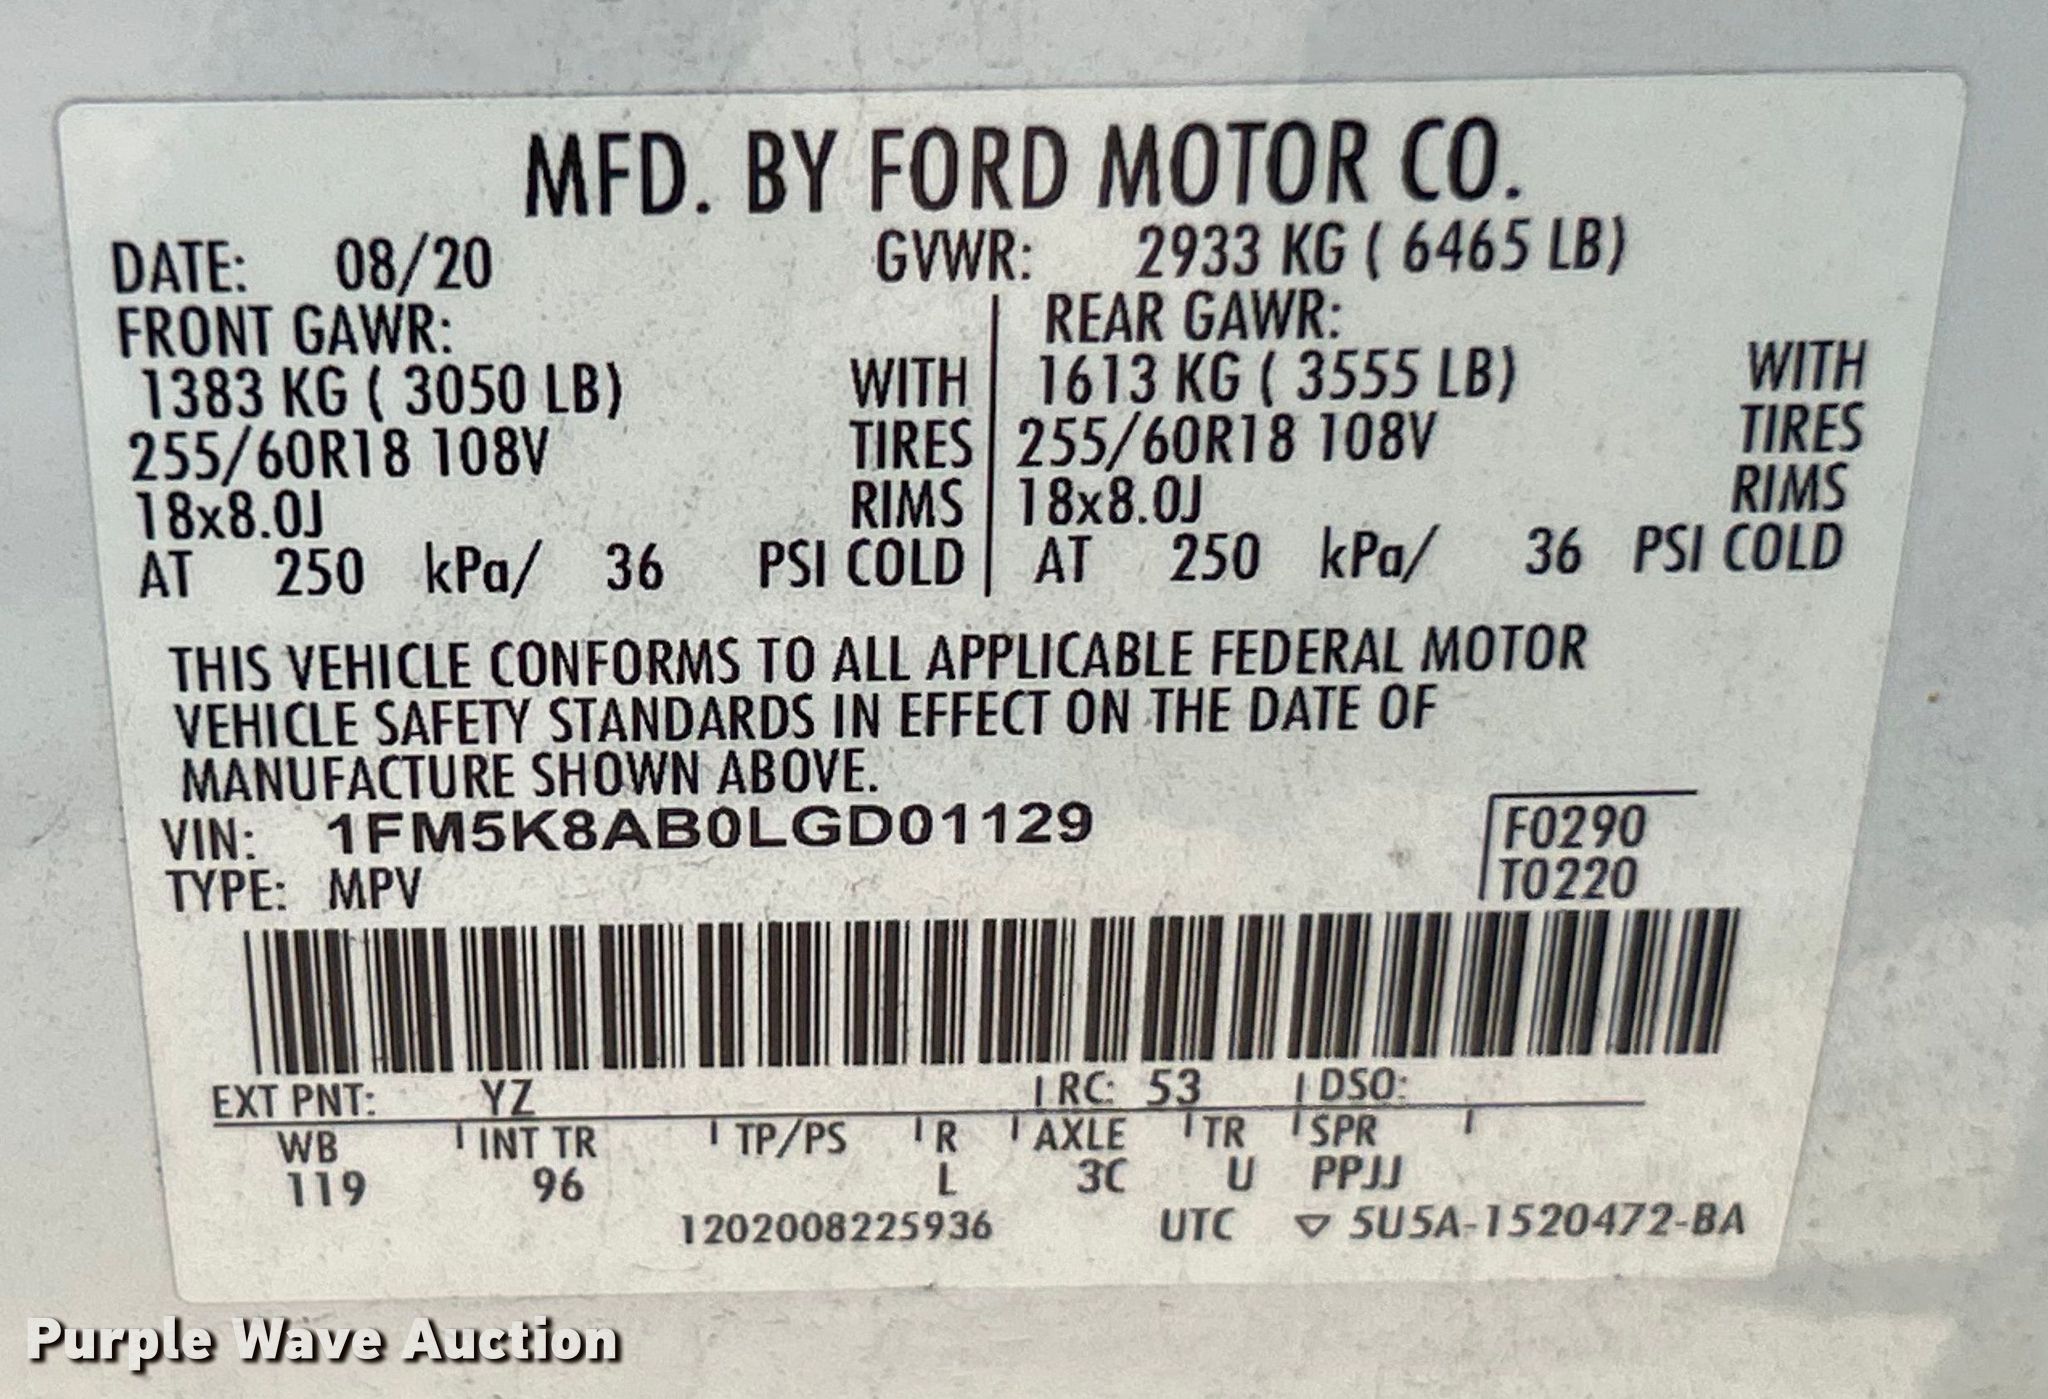 MFD. BY FORD MOTOR CO.
DATE: 08/20 GVWR: 2933 KG ( 6465 LB)
FRONT GAWR: REAR GAWR:
1383 KG ( 3050 LB) WITH 1613 KG ( 3555 LB) WITH
255/60R18 108V TIRES 255/60R18 108V TIRES
18x8.0J RIMS 18x8.0J RIMS
AT 250 kPa/ 36 PSI COLD AT 250 kPa/ 36 PSI COLD
THIS VEHICLE CONFORMS TO ALL APPLICABLE FEDERAL MOTOR
VEHICLE SAFETY STANDARDS IN EFFECT ON THE DATE OF
MANUFACTURE SHOWN ABOVE.
VIN: 1FM5K8AB0LGD01129 F0290
TYPE: MPV T0220
EXT PNT: YZ RC: 53 DSO:
WB INT TR TP/PS R AXLE TR SPR
119 96 L 3C U PPJJ
1202008225936 UTC ▽ 5U5A-1520472-BA
Purple Wave Auction